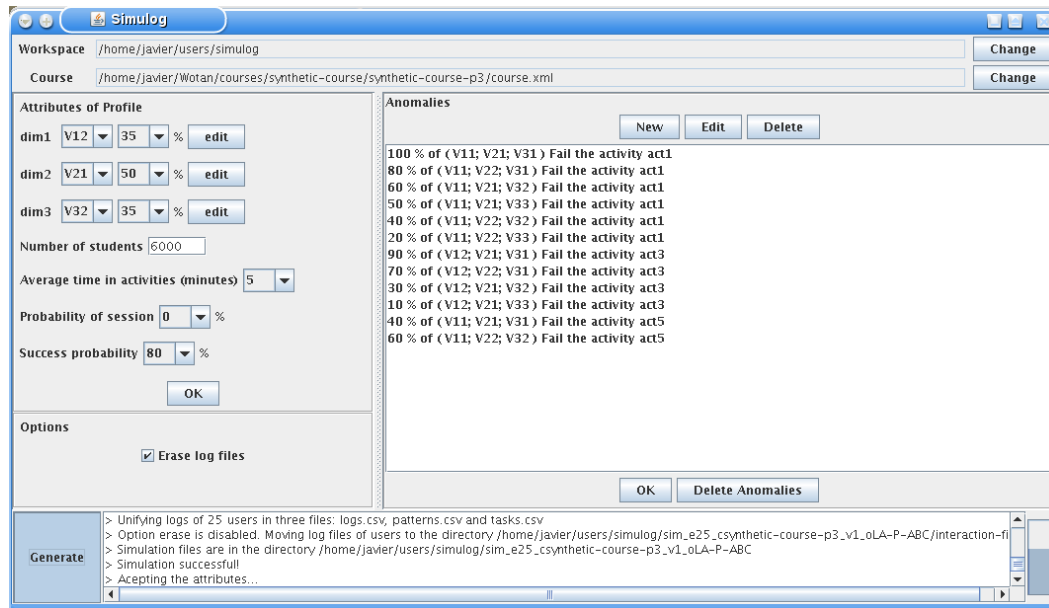 Simulog
Workspace /home/javier/users/simulog Change
Course /home/javier/Wotan/courses/synthetic-course/synthetic-course-p3/course.xml Change
Attributes of Profile
dim1 V12 35 % edit
dim2 V21 50 % edit
dim3 V32 35 % edit
Number of students 6000
Average time in activities (minutes) 5
Probability of session 0 %
Success probability 80 %
OK
Options
Erase log files
Anomalies
New Edit Delete
100 % of ( V11; V21; V31 ) Fail the activity act1
80 % of ( V11; V22; V31 ) Fail the activity act1
60 % of ( V11; V21; V32 ) Fail the activity act1
50 % of ( V11; V21; V33 ) Fail the activity act1
40 % of ( V11; V22; V32 ) Fail the activity act1
20 % of ( V11; V22; V33 ) Fail the activity act1
90 % of ( V12; V21; V31 ) Fail the activity act3
70 % of ( V12; V22; V31 ) Fail the activity act3
30 % of ( V12; V21; V32 ) Fail the activity act3
10 % of ( V12; V21; V33 ) Fail the activity act3
40 % of ( V11; V21; V31 ) Fail the activity act5
60 % of ( V11; V22; V32 ) Fail the activity act5
OK Delete Anomalies
Generate
> Unifying logs of 25 users in three files: logs.csv, patterns.csv and tasks.csv
> Option erase is disabled. Moving log files of users to the directory /home/javier/users/simulog/sim_e25_csynthetic-course-p3_v1_oLA-P-ABC/interaction-fi
> Simulation files are in the directory /home/javier/users/simulog/sim_e25_csynthetic-course-p3_v1_oLA-P-ABC
> Simulation successful!
> Acepting the attributes...